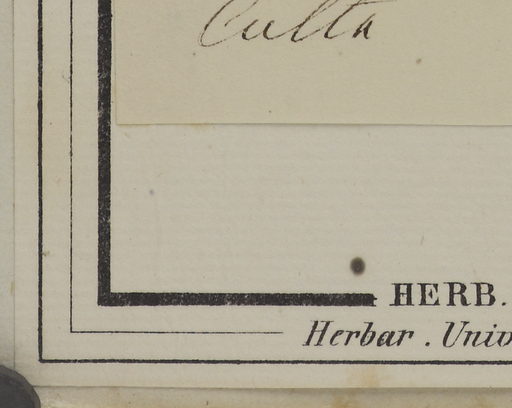 Culta
HERB.
Herbar. Univ